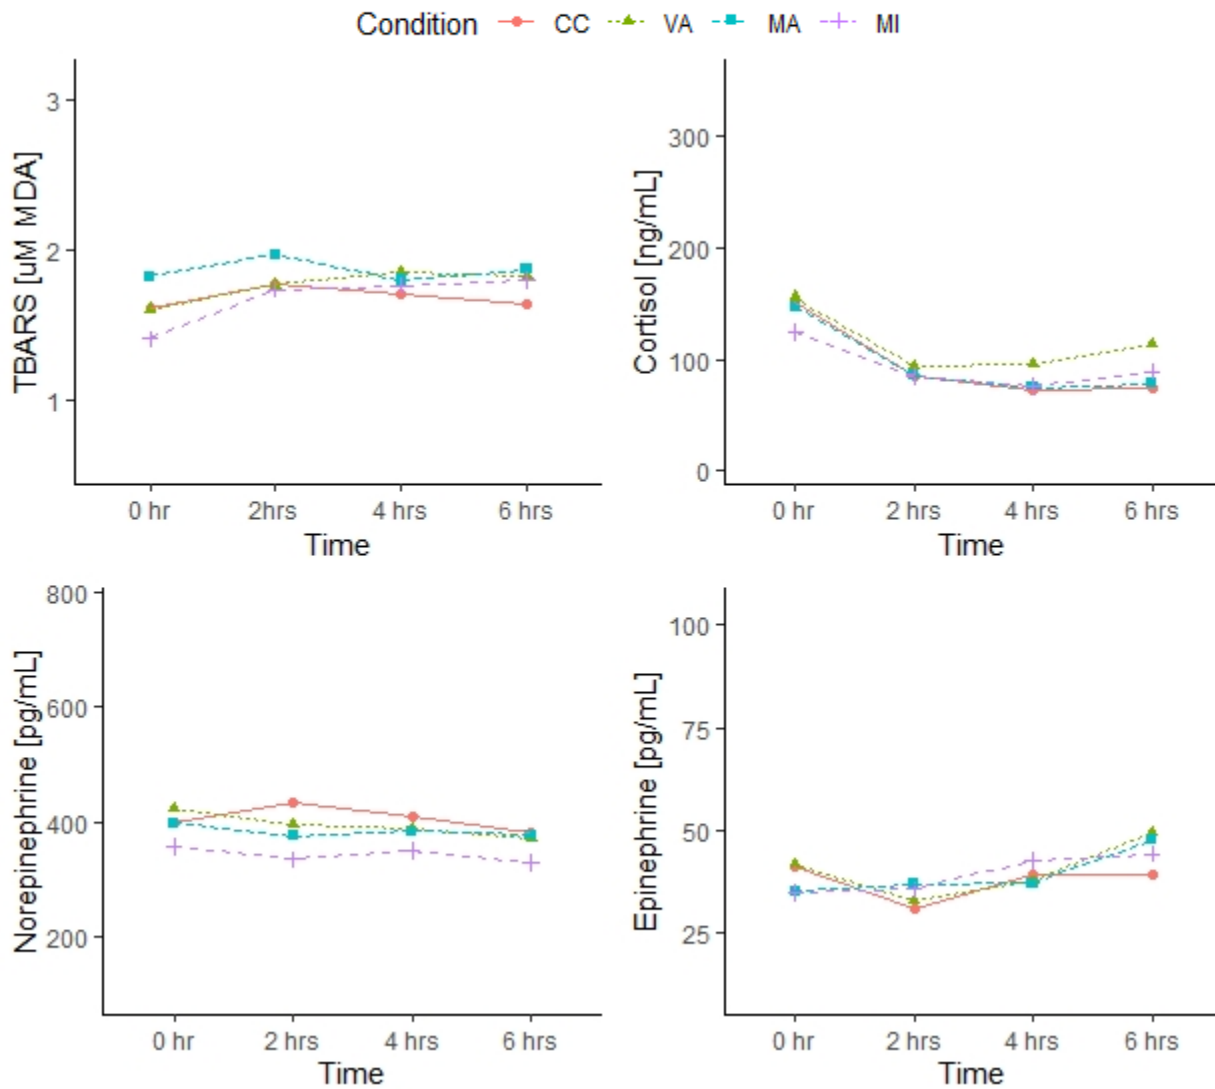 Condition CC VA MA MI
TBARS [uM MDA]
3
2
1
0 hr 2hrs 4 hrs 6 hrs
Time
Cortisol [ng/mL]
300
200
100
0
0 hr 2 hrs 4 hrs 6 hrs
Time
Norepinephrine [pg/mL]
800
600
400
200
0 hr 2 hrs 4 hrs 6 hrs
Time
Epinephrine [pg/mL]
100
75
50
25
0 hr 2 hrs 4 hrs 6 hrs
Time